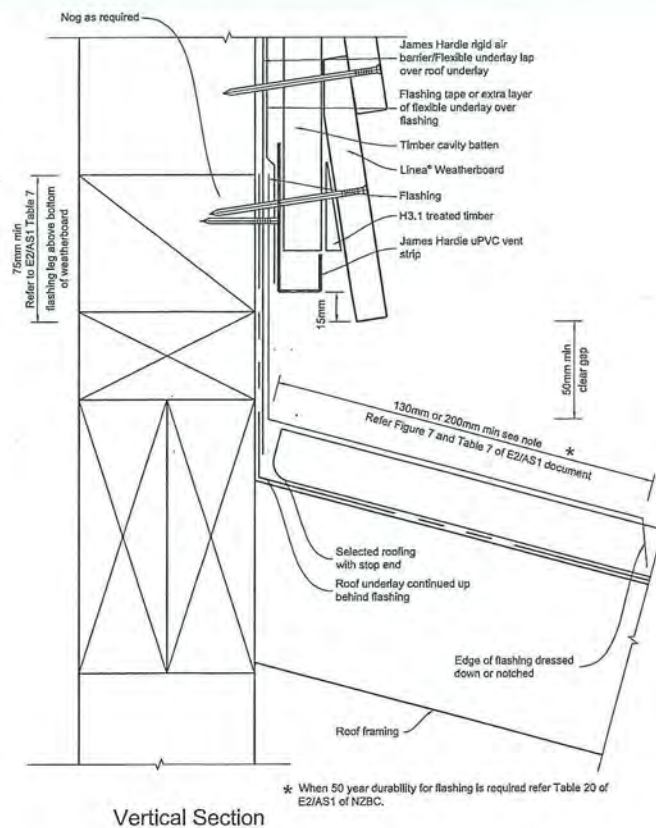 Nog as required
James Hardie rigid air
barrier/Flexible underlay lap
over roof underlay
Flashing tape or extra layer
of flexible underlay over
flashing
Timber cavity batten
Linea® Weatherboard
Flashing
H3.1 treated timber
James Hardie uPVC vent
strip
75mm min
Refer to E2/AS1 Table 7
flashing leg above bottom
of weatherboard
15mm
50mm min
clear gap
130mm or 200mm min see note *
Refer Figure 7 and Table 7 of E2/AS1 document
Selected roofing
with stop end
Roof underlay continued up
behind flashing
Edge of flashing dressed
down or notched
Roof framing
* When 50 year durability for flashing is required refer Table 20 of
E2/AS1 of NZBC.
Vertical Section